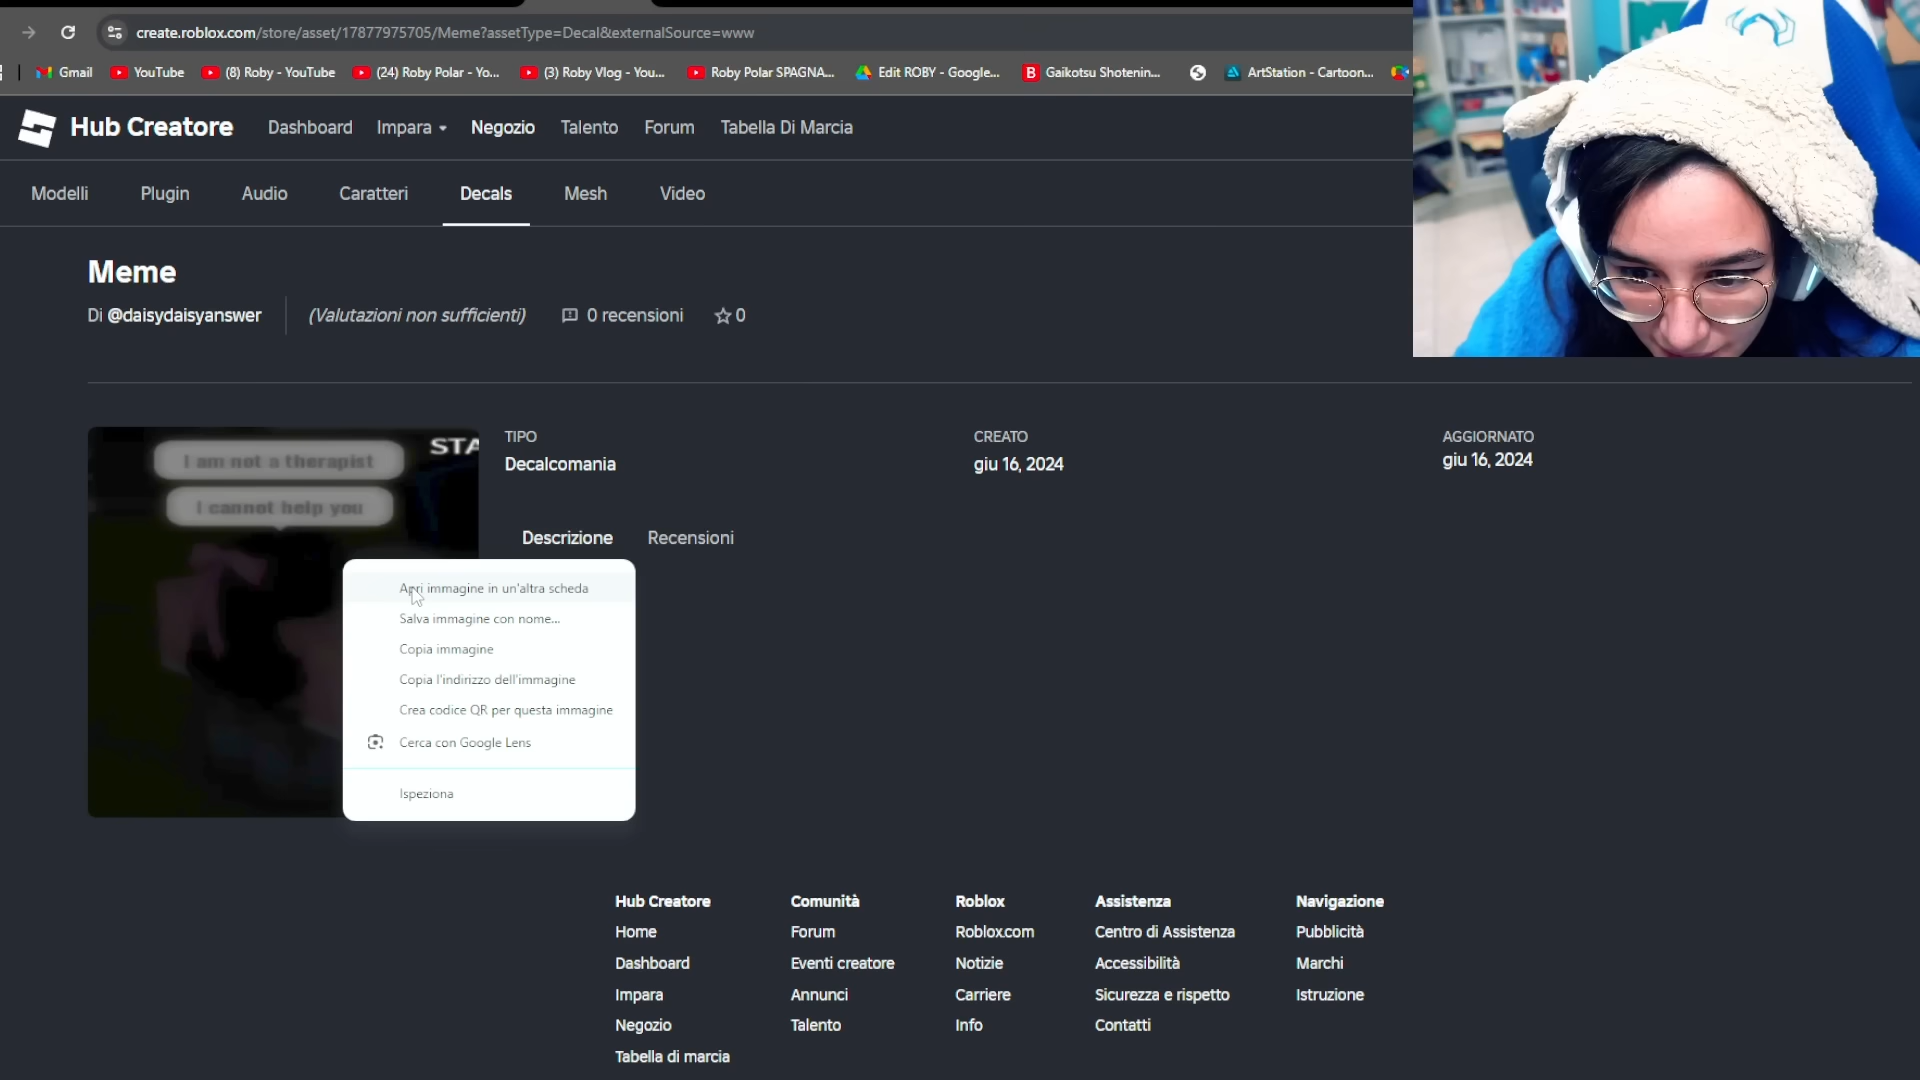 create.roblox.com/store/asset/17877975705/Meme?assetType=Decal&externalSource=www
Gmail
YouTube
(8) Roby - YouTube
(24) Roby Polar - Yo...
(3) Roby Vlog - You...
Roby Polar SPAGNA...
Edit ROBY - Google...
Gaikotsu Shotenin...
ArtStation - Cartoon...
Hub Creatore
Dashboard
Impara
Negozio
Talento
Forum
Tabella Di Marcia
Modelli
Plugin
Audio
Caratteri
Decals
Mesh
Video
Meme
Di @daisydaisyanswer
(Valutazioni non sufficienti)
0 recensioni
0
I am not a therapist
STA
I cannot help you
TIPO
Decalcomania
CREATO
giu 16, 2024
AGGIORNATO
giu 16, 2024
Descrizione
Recensioni
Apri immagine in un'altra scheda
Salva immagine con nome...
Copia immagine
Copia l'indirizzo dell'immagine
Crea codice QR per questa immagine
Cerca con Google Lens
Ispeziona
Hub Creatore
Home
Dashboard
Impara
Negozio
Tabella di marcia
Comunità
Forum
Eventi creatore
Annunci
Talento
Roblox
Roblox.com
Notizie
Carriere
Info
Assistenza
Centro di Assistenza
Accessibilità
Sicurezza e rispetto
Contatti
Navigazione
Pubblicità
Marchi
Istruzione